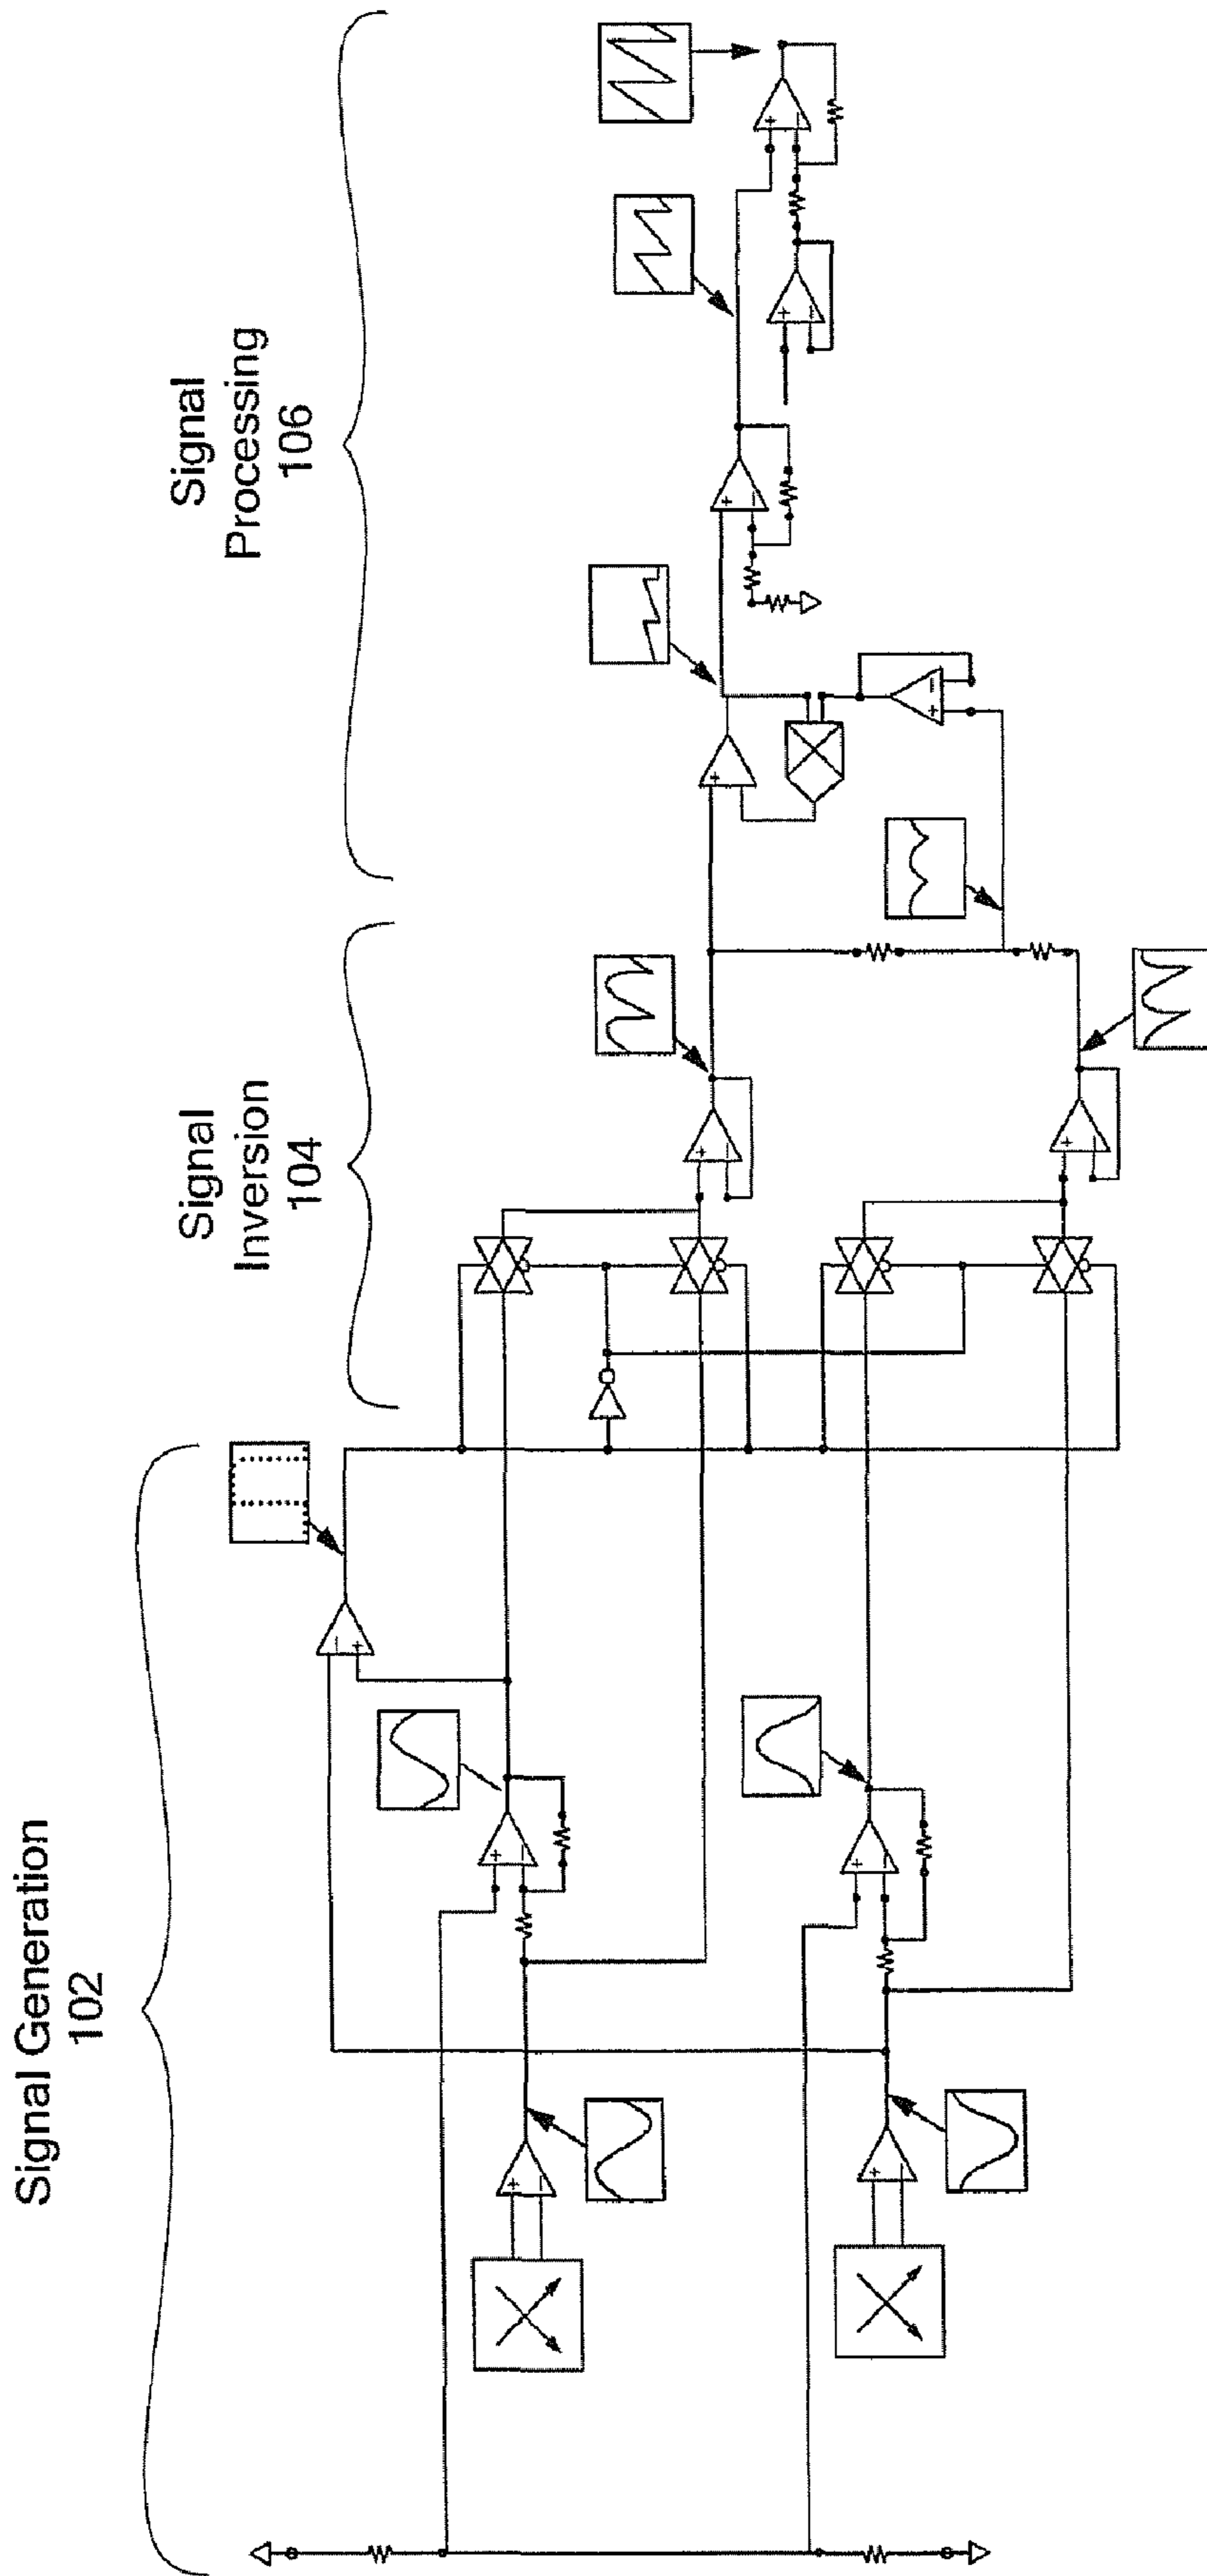 Signal Generation
102
Signal
Inversion
104
Signal
Processing
106